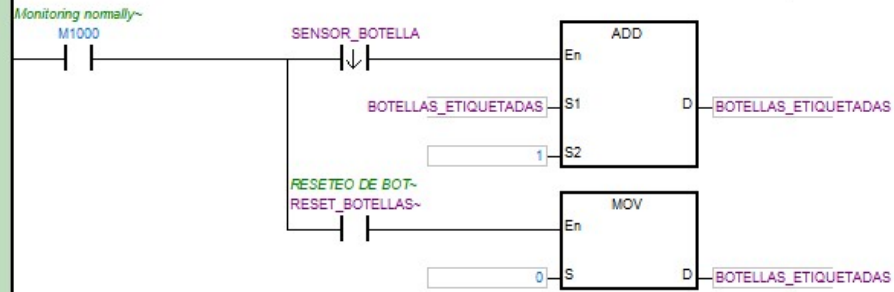 Monitoring normally~
M1000
SENSOR_BOTELLA
ADD
En
BOTELLAS_ETIQUETADAS
S1
D
BOTELLAS_ETIQUETADAS
1
S2
RESETEO DE BOT~
RESET_BOTELLAS~
MOV
En
0
S
D
BOTELLAS_ETIQUETADAS